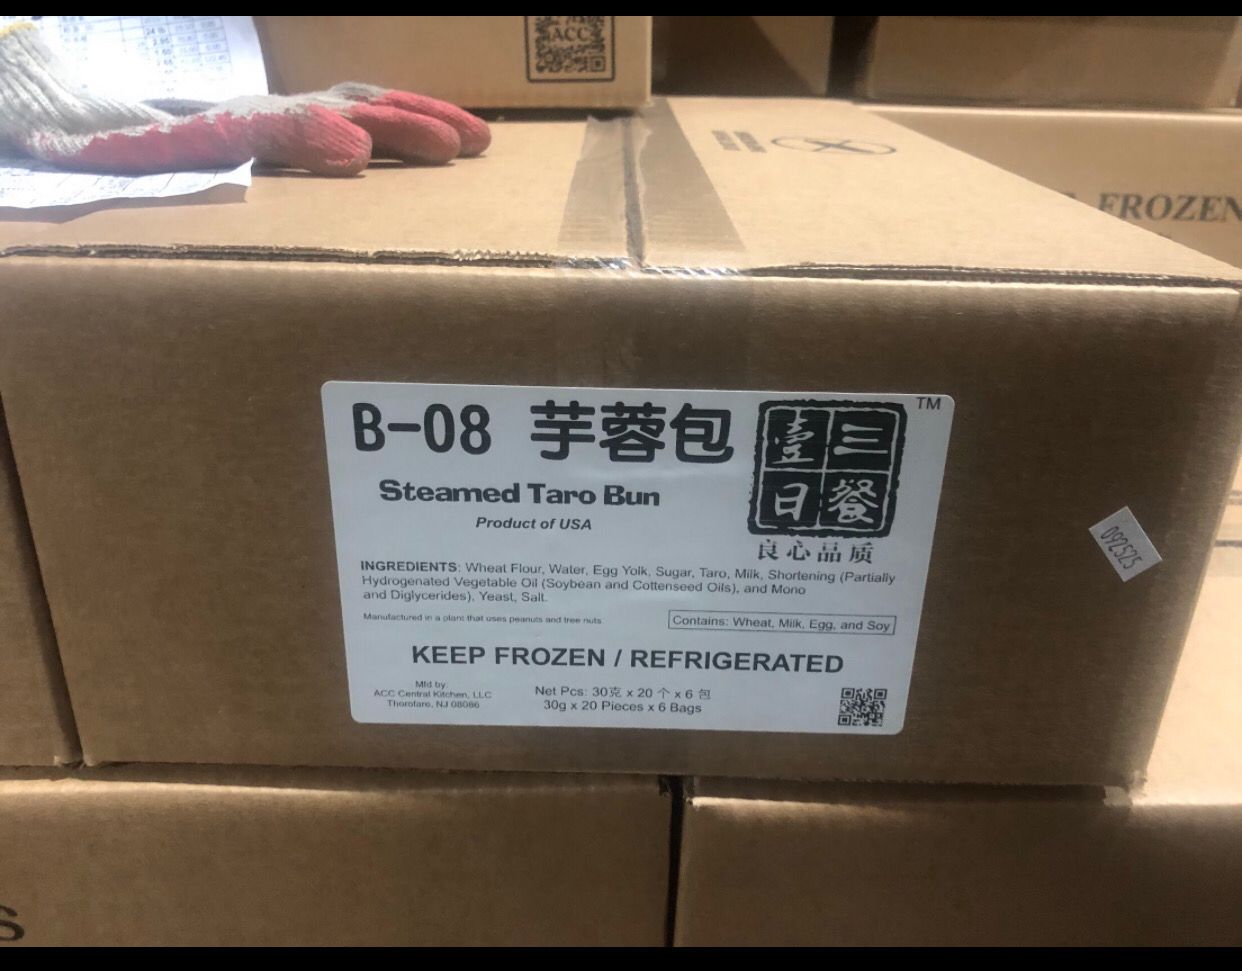 ACC
FROZEN
B-08 芋蓉包
TM
壹三
日餐
良心品质
Steamed Taro Bun
Product of USA
INGREDIENTS: Wheat Flour, Water, Egg Yolk, Sugar, Taro, Milk, Shortening (Partially
Hydrogenated Vegetable Oil (Soybean and Cottenseed Oils), and Mono
and Diglycerides), Yeast, Salt.
Manufactured in a plant that uses peanuts and tree nuts.
Contains: Wheat, Milk, Egg, and Soy
KEEP FROZEN / REFRIGERATED
Mfd by:
ACC Central Kitchen, LLC
Thorofare, NJ 08086
Net Pcs: 30克 x 20 个 x 6 包
30g x 20 Pieces x 6 Bags
092525
S